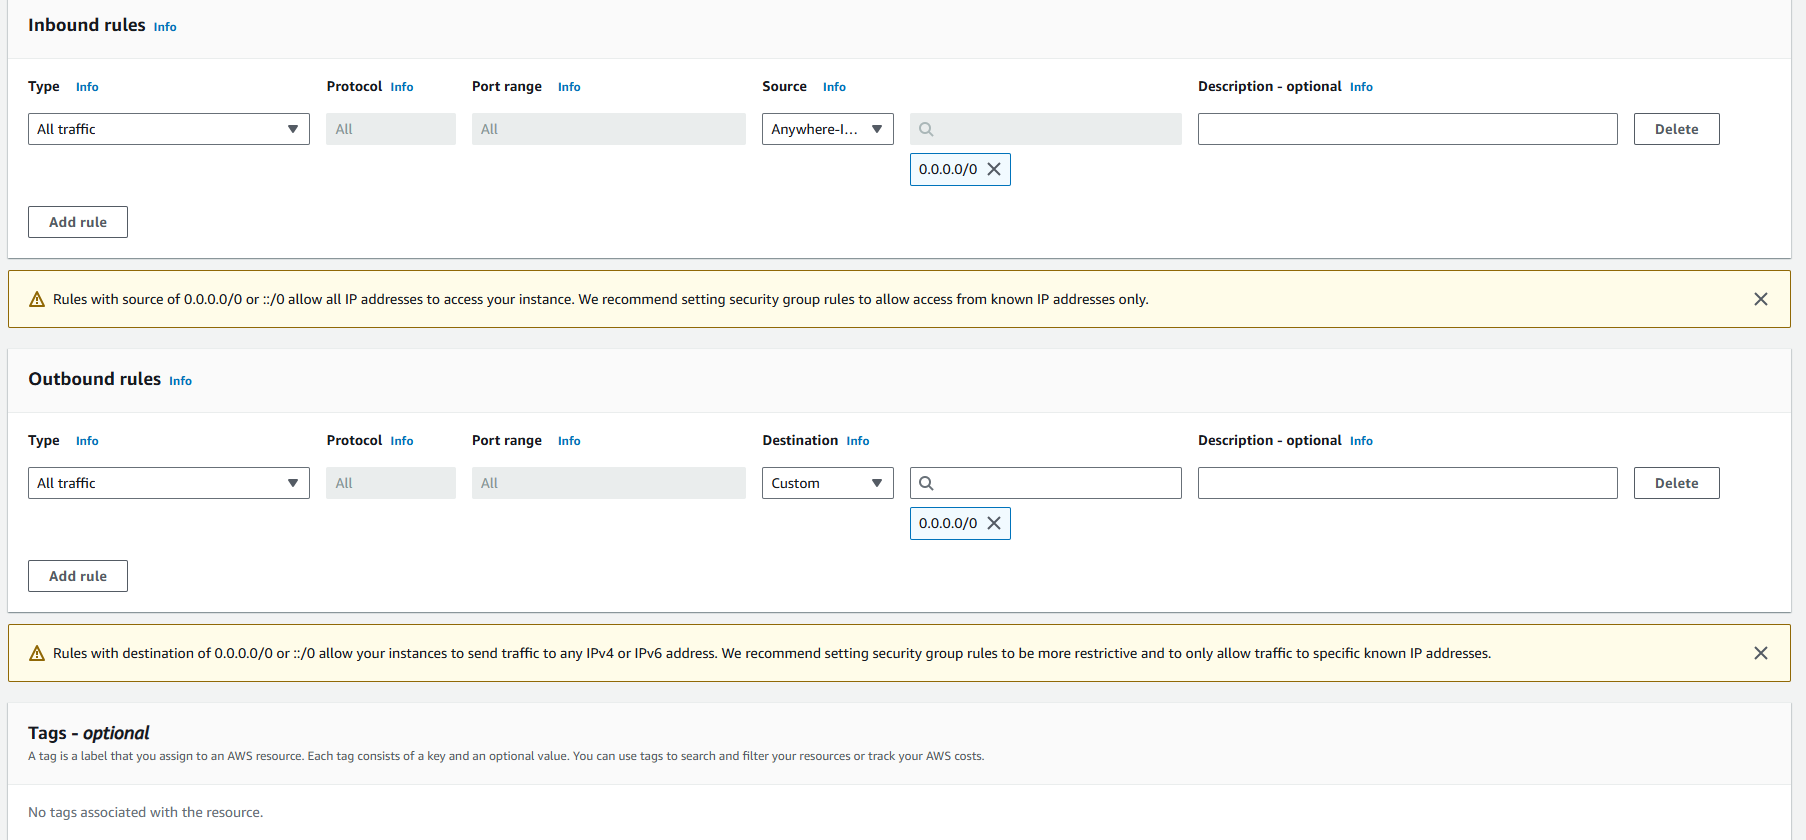 Inbound rules Info
Type Info Protocol Info Port range Info Source Info Description - optional Info
All traffic All All Anywhere-I... Delete
0.0.0.0/0
Add rule
Rules with source of 0.0.0.0/0 or ::/0 allow all IP addresses to access your instance. We recommend setting security group rules to allow access from known IP addresses only.
Outbound rules Info
Type Info Protocol Info Port range Info Destination Info Description - optional Info
All traffic All All Custom Delete
0.0.0.0/0
Add rule
Rules with destination of 0.0.0.0/0 or ::/0 allow your instances to send traffic to any IPv4 or IPv6 address. We recommend setting security group rules to be more restrictive and to only allow traffic to specific known IP addresses.
Tags - optional
A tag is a label that you assign to an AWS resource. Each tag consists of a key and an optional value. You can use tags to search and filter your resources or track your AWS costs.
No tags associated with the resource.